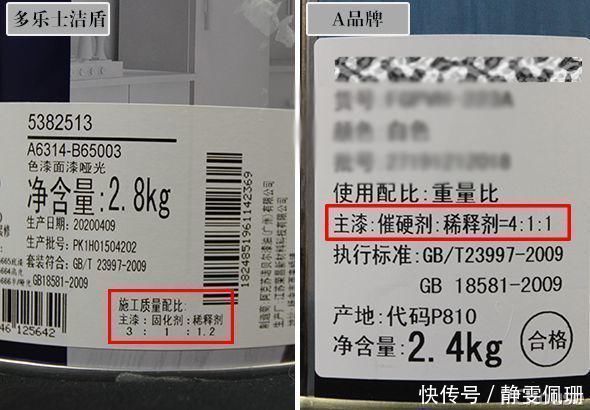 多乐士洁盾
5382513
A6314-B65003
色漆面漆哑光
净含量:2.8kg
生产日期:20200409
生产批号:PK1H01504202
套装符合:GB/T 23997-2009
GB18581-2009
125642
施工质量配比:
主漆:固化剂:稀释剂
3 : 1 :1.2
18248519611423​69
A品牌
使用配比:重量比
主漆:催硬剂:稀释剂=4:1:1
执行标准:GB/T23997-2009
GB 18581-2009
产地:代码P810
净含量:2.4kg
合格
快传号/静雯佩珊